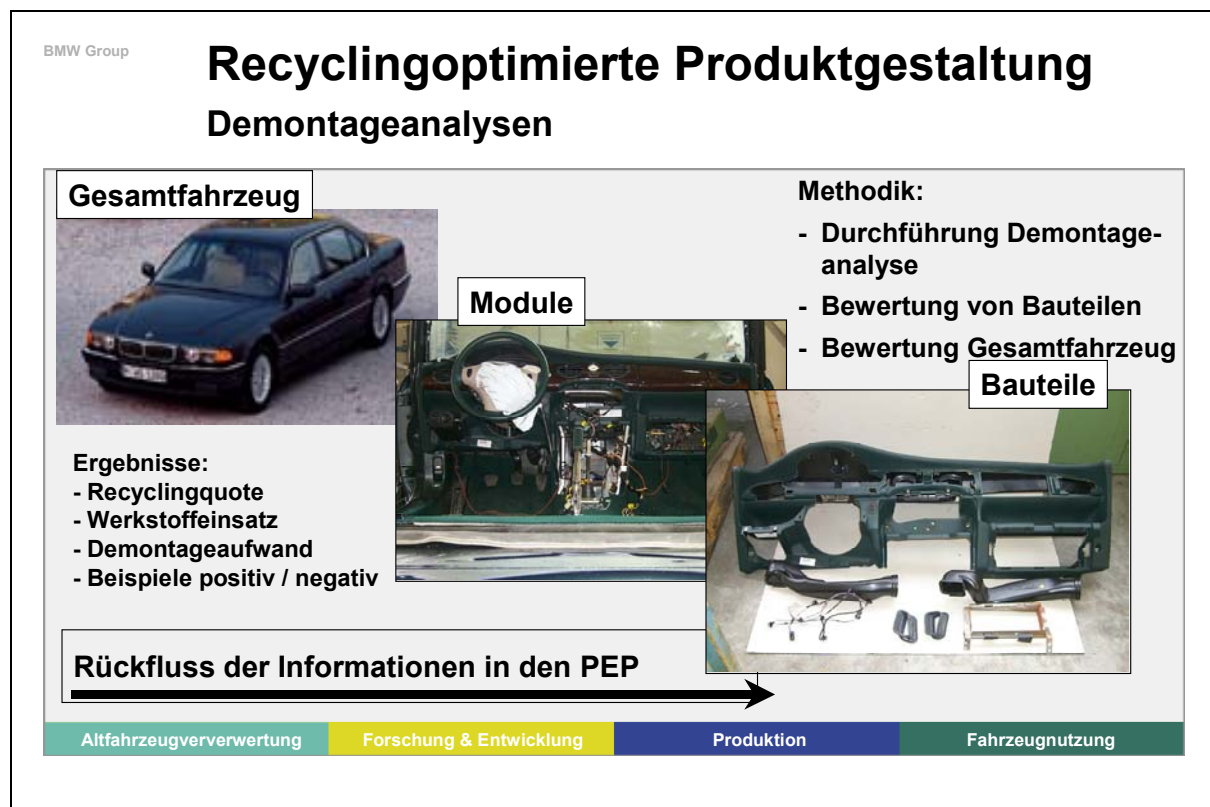 BMW Group
Recyclingoptimierte Produktgestaltung
Demontageanalysen
Gesamtfahrzeug
Module
Methodik:
- Durchführung Demontage-
analyse
- Bewertung von Bauteilen
- Bewertung Gesamtfahrzeug
Bauteile
Ergebnisse:
- Recyclingquote
- Werkstoffeinsatz
- Demontageaufwand
- Beispiele positiv / negativ
Rückfluss der Informationen in den PEP
Altfahrzeugververwertung
Forschung & Entwicklung
Produktion
Fahrzeugnutzung